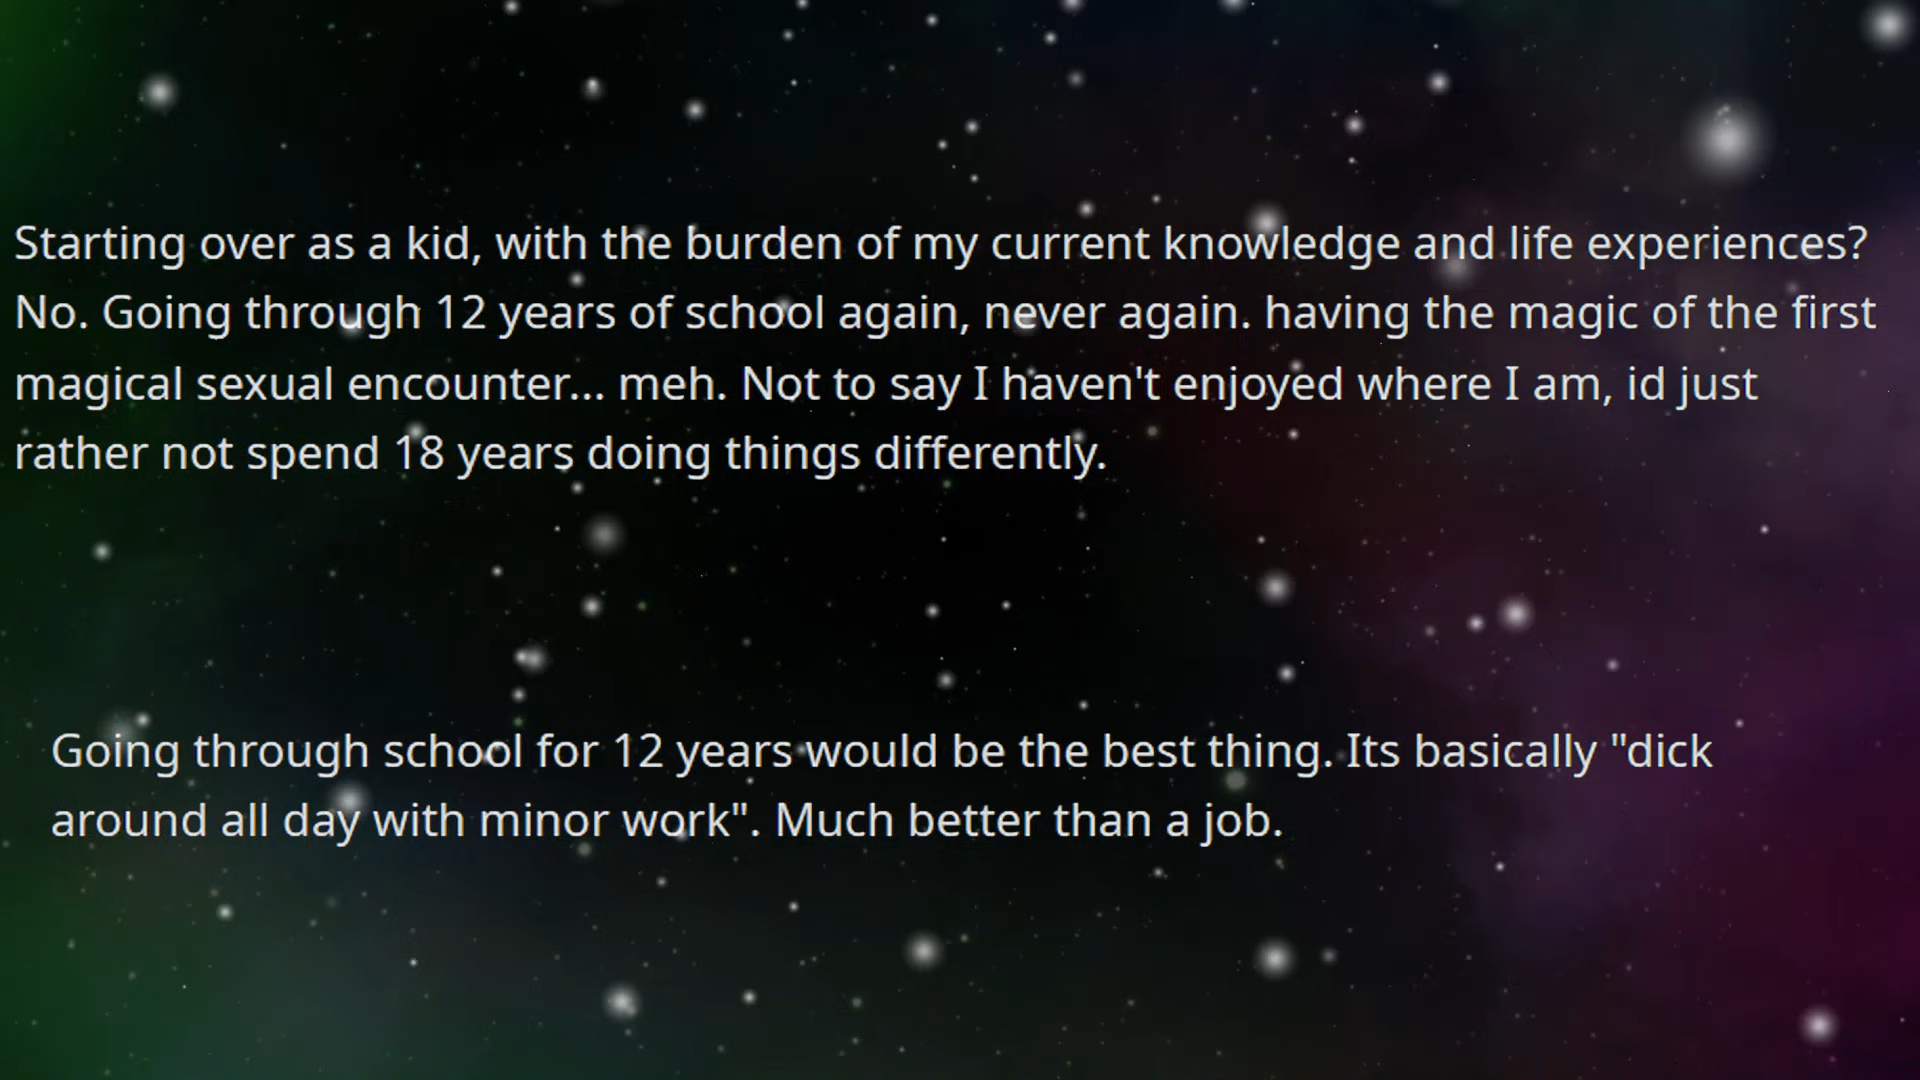 Starting over as a kid, with the burden of my current knowledge and life experiences?
No. Going through 12 years of school again, never again. having the magic of the first
magical sexual encounter... meh. Not to say I haven't enjoyed where I am, id just
rather not spend 18 years doing things differently.
Going through school for 12 years would be the best thing. Its basically "dick
around all day with minor work". Much better than a job.